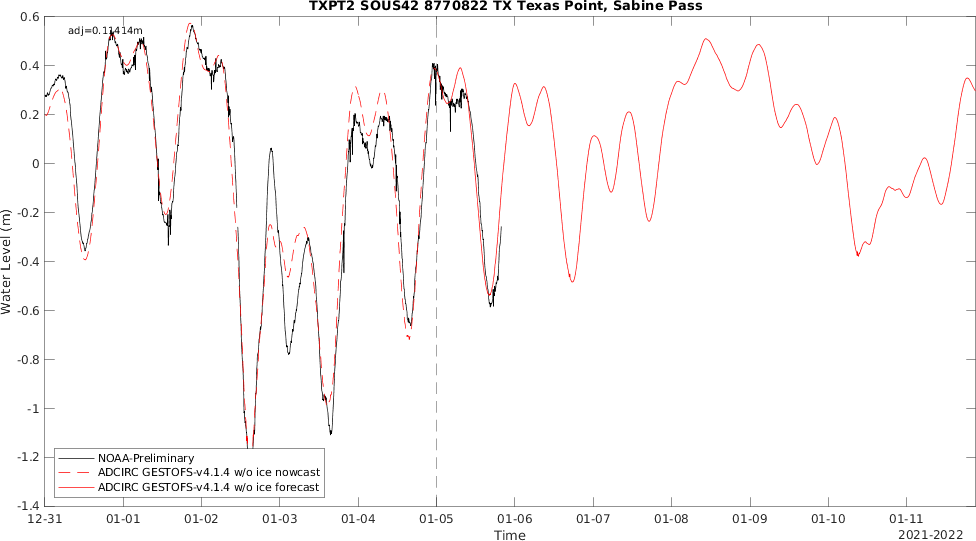 TXPT2 SOUS42 8770822 TX Texas Point, Sabine Pass
adj=0.11414m
Water Level (m)
0.6
0.4
0.2
0
-0.2
-0.4
-0.6
-0.8
-1
-1.2
-1.4
NOAA-Preliminary
ADCIRC GESTOFS-v4.1.4 w/o ice nowcast
ADCIRC GESTOFS-v4.1.4 w/o ice forecast
12-31 01-01 01-02 01-03 01-04 01-05 01-06 01-07 01-08 01-09 01-10 01-11
Time
2021-2022